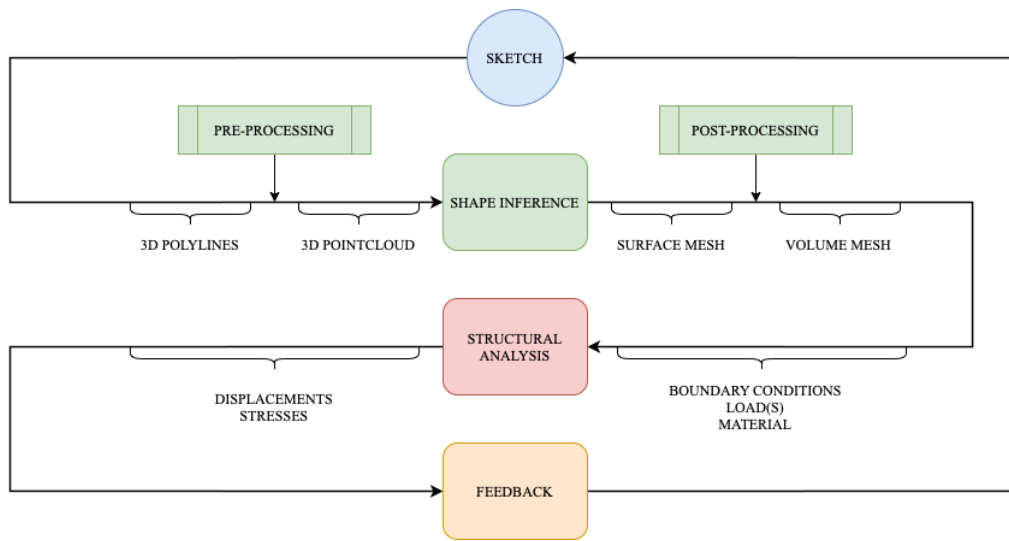 SKETCH
PRE-PROCESSING
POST-PROCESSING
SHAPE INFERENCE
3D POLYLINES
3D POINTCLOUD
SURFACE MESH
VOLUME MESH
STRUCTURAL
ANALYSIS
DISPLACEMENTS
STRESSES
BOUNDARY CONDITIONS
LOAD(S)
MATERIAL
FEEDBACK